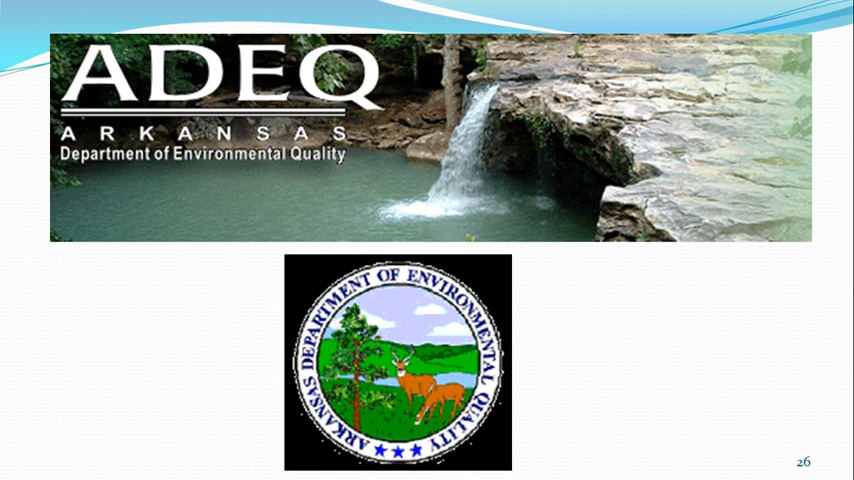 ADEQ
ARKANSAS
Department of Environmental Quality
ARKANSAS DEPARTMENT OF ENVIRONMENTAL QUALITY
26